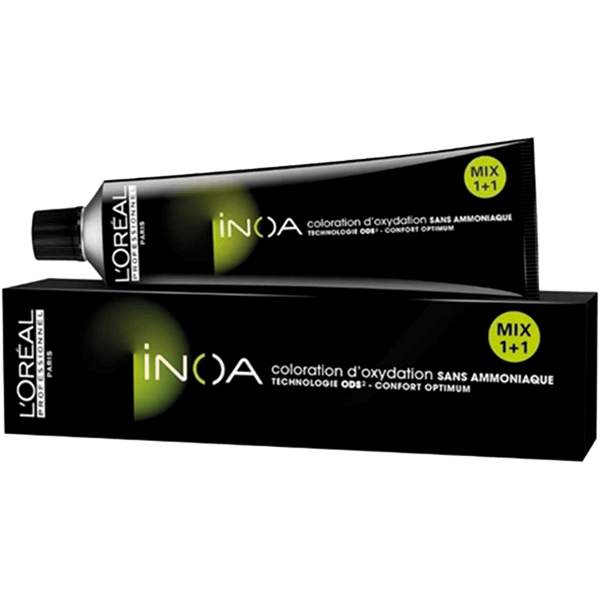 L'ORÉAL
PROFESSIONNEL
PARIS
iNOA
coloration d'oxydation SANS AMMONIAQUE
TECHNOLOGIE ODS² - CONFORT OPTIMUM
MIX
1+1
L'ORÉAL
PROFESSIONNEL
PARIS
iNOA
coloration d'oxydation SANS AMMONIAQUE
TECHNOLOGIE ODS² - CONFORT OPTIMUM
MIX
1+1